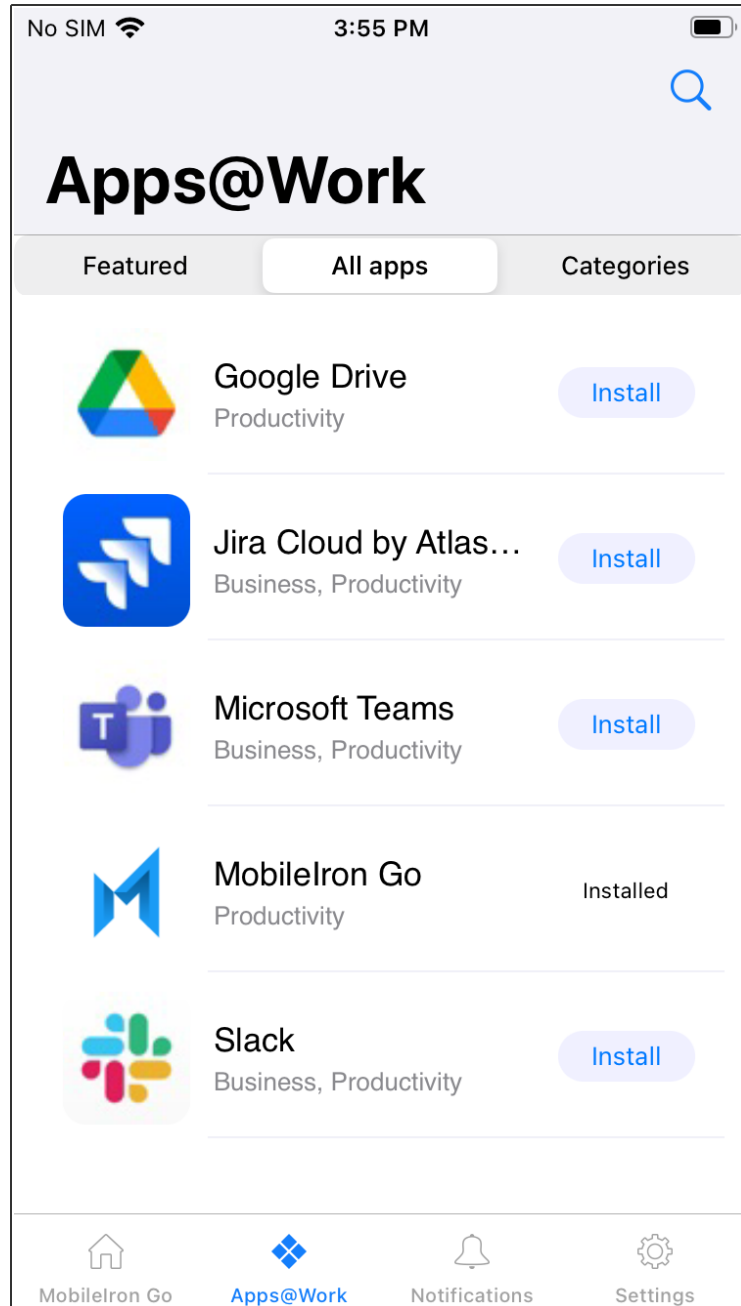 No SIM 3:55 PM
Apps@Work
Featured All apps Categories
Google Drive
Productivity
Install
Jira Cloud by Atlas...
Business, Productivity
Install
T
Microsoft Teams
Business, Productivity
Install
MobileIron Go
Productivity
Installed
Slack
Business, Productivity
Install
MobileIron Go Apps@Work Notifications Settings